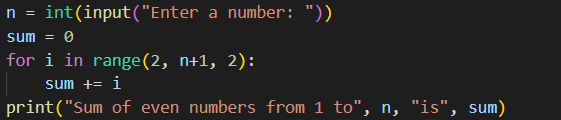 n = int(input("Enter a number: "))
sum = 0
for i in range(2, n+1, 2):
    sum += i
print("Sum of even numbers from 1 to", n, "is", sum)